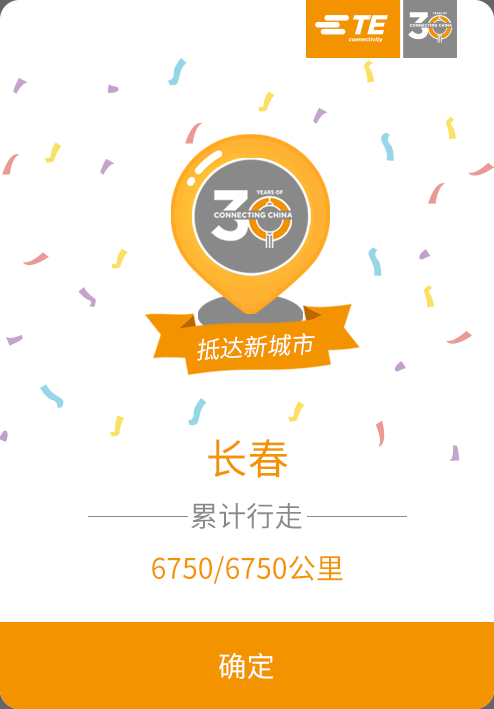 TE
connectivity
YEARS OF
30
CONNECTING CHINA
YEARS OF
30
CONNECTING CHINA
抵达新城市
长春
累计行走
6750/6750公里
确定